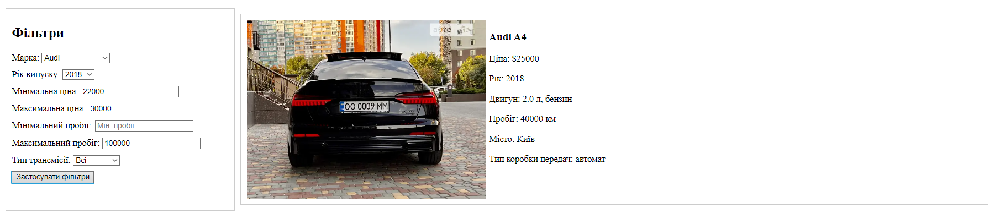 Фільтри
Марка: Audi
Рік випуску: 2018
Мінімальна ціна: 22000
Максимальна ціна: 30000
Мінімальний пробіг: Мін. пробіг
Максимальний пробіг: 100000
Тип трансмісії: Всі
Застосувати фільтри
auto RIA
OO 0009 MM
Audi A4
Ціна: $25000
Рік: 2018
Двигун: 2.0 л, бензин
Пробіг: 40000 км
Місто: Київ
Тип коробки передач: автомат